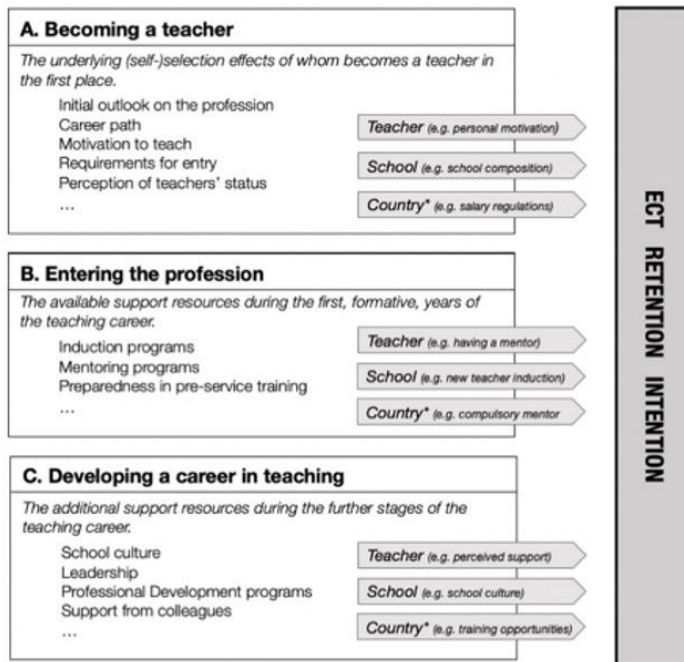 A. Becoming a teacher
The underlying (self-)selection effects of whom becomes a teacher in
the first place.
Initial outlook on the profession
Career path
Motivation to teach
Requirements for entry
Perception of teachers' status
...
Teacher (e.g. personal motivation)
School (e.g. school composition)
Country* (e.g. salary regulations)
B. Entering the profession
The available support resources during the first, formative, years of
the teaching career.
Induction programs
Mentoring programs
Preparedness in pre-service training
...
Teacher (e.g. having a mentor)
School (e.g. new teacher induction)
Country* (e.g. compulsory mentor
C. Developing a career in teaching
The additional support resources during the further stages of the
teaching career.
School culture
Leadership
Professional Development programs
Support from colleagues
...
Teacher (e.g. perceived support)
School (e.g. school culture)
Country* (e.g. training opportunities)
ECT RETENTION INTENTION